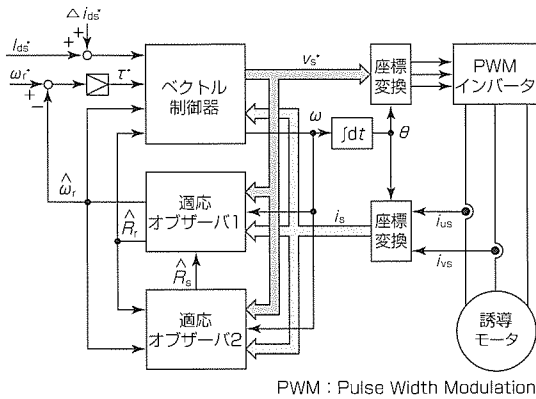 Δi_ds*
I_ds*
+
+
ω_r*
+
−
τ*
ベクトル
制御器
v_s*
座標
変換
PWM
インバータ
ω
∫dt
θ
ω̂_r
R̂_r
適応
オブザーバ1
i_s
座標
変換
i_us
i_vs
R̂_s
適応
オブザーバ2
誘導
モータ
PWM：Pulse Width Modulation